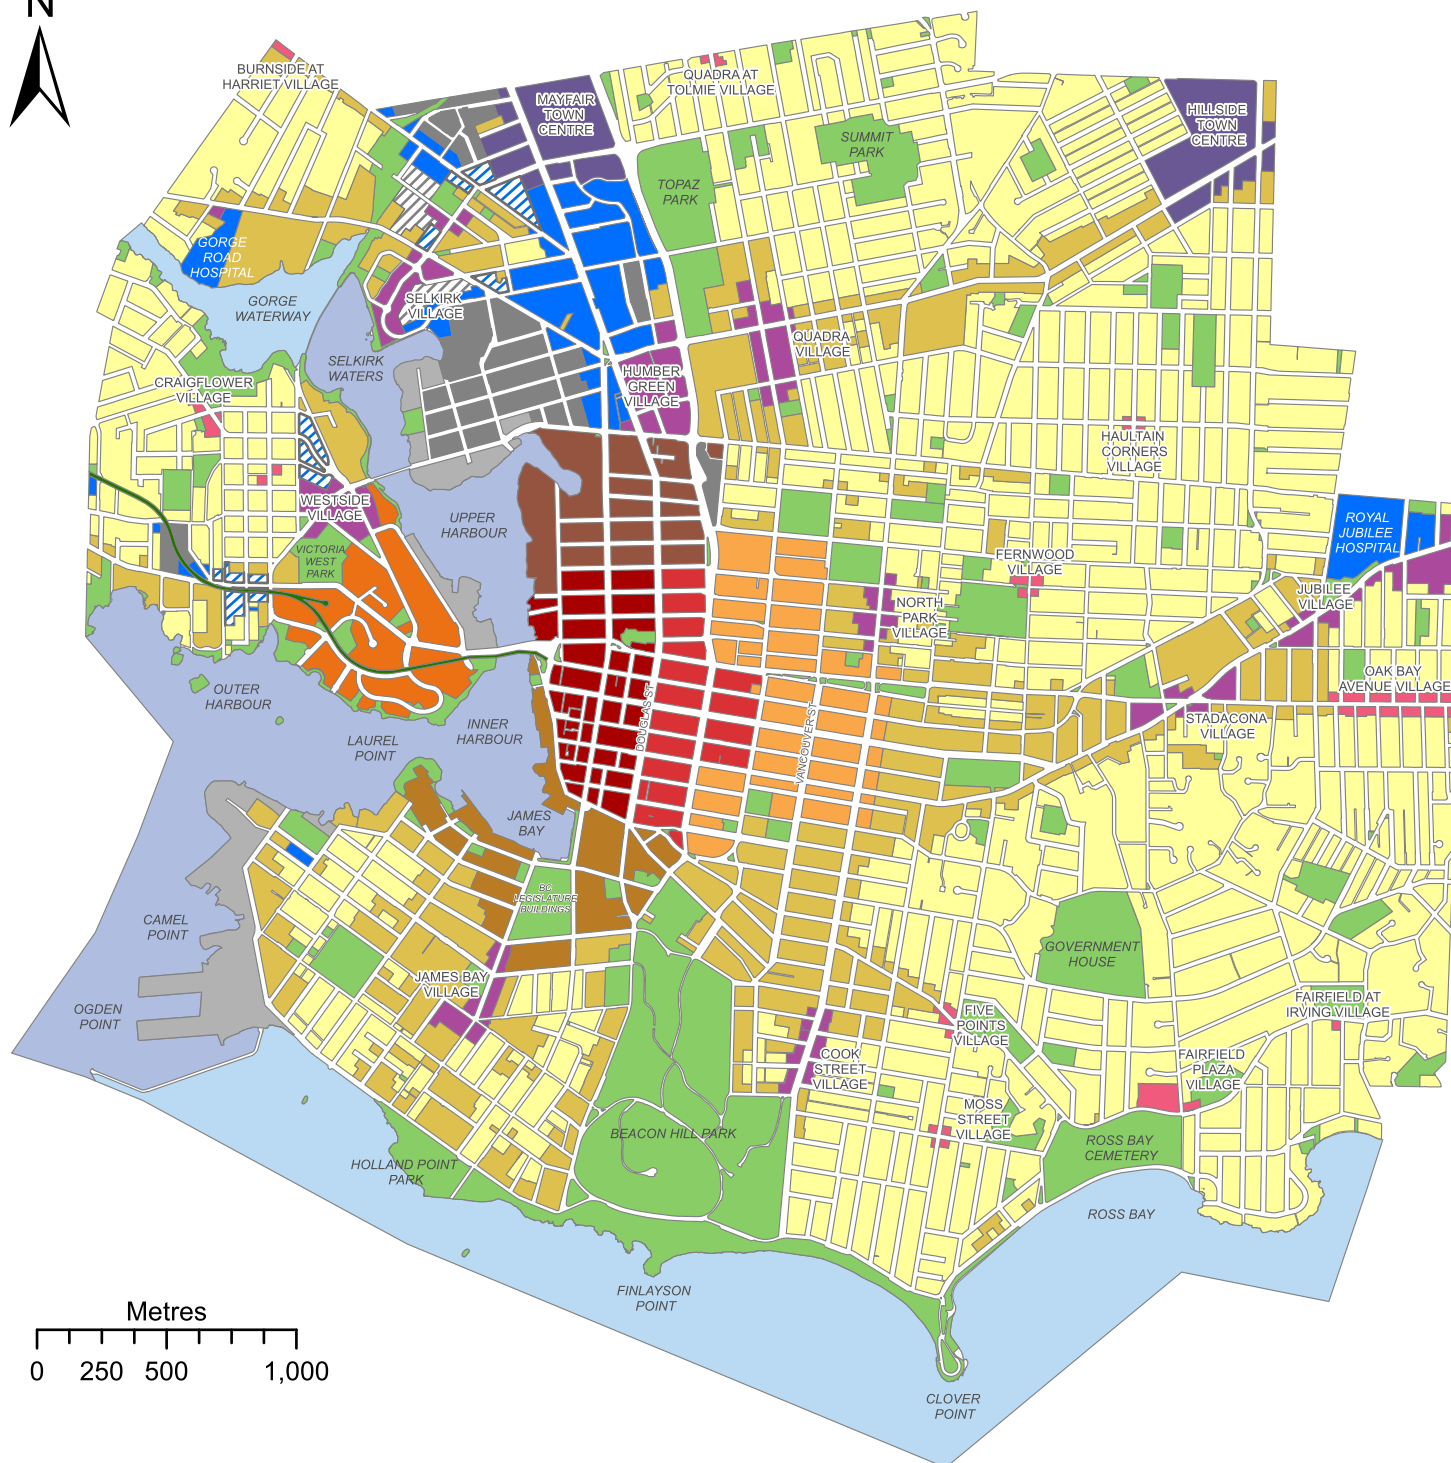 N
BURNSIDE AT
HARRIET VILLAGE
MAYFAIR
TOWN
CENTRE
QUADRA AT
TOLMIE VILLAGE
HILLSIDE
TOWN
CENTRE
SUMMIT
PARK
TOPAZ
PARK
GORGE
ROAD
HOSPITAL
GORGE
WATERWAY
SELKIRK
VILLAGE
SELKIRK
WATERS
QUADRA
VILLAGE
HUMBER
GREEN
VILLAGE
CRAIGFLOWER
VILLAGE
HAULTAIN
CORNERS
VILLAGE
WESTSIDE
VILLAGE
UPPER
HARBOUR
ROYAL
JUBILEE
HOSPITAL
VICTORIA
WEST
PARK
FERNWOOD
VILLAGE
JUBILEE
VILLAGE
NORTH
PARK
VILLAGE
OAK BAY
AVENUE VILLAGE
OUTER
HARBOUR
INNER
HARBOUR
DOUGLAS ST
VANCOUVER ST
STADACONA
VILLAGE
LAUREL
POINT
JAMES
BAY
BC
LEGISLATURE
BUILDINGS
CAMEL
POINT
GOVERNMENT
HOUSE
JAMES BAY
VILLAGE
OGDEN
POINT
FIVE
POINTS
VILLAGE
FAIRFIELD AT
IRVING VILLAGE
COOK
STREET
VILLAGE
FAIRFIELD
PLAZA
VILLAGE
MOSS
STREET
VILLAGE
BEACON HILL PARK
ROSS BAY
CEMETERY
HOLLAND POINT
PARK
ROSS BAY
FINLAYSON
POINT
CLOVER
POINT
Metres
0 250 500 1,000